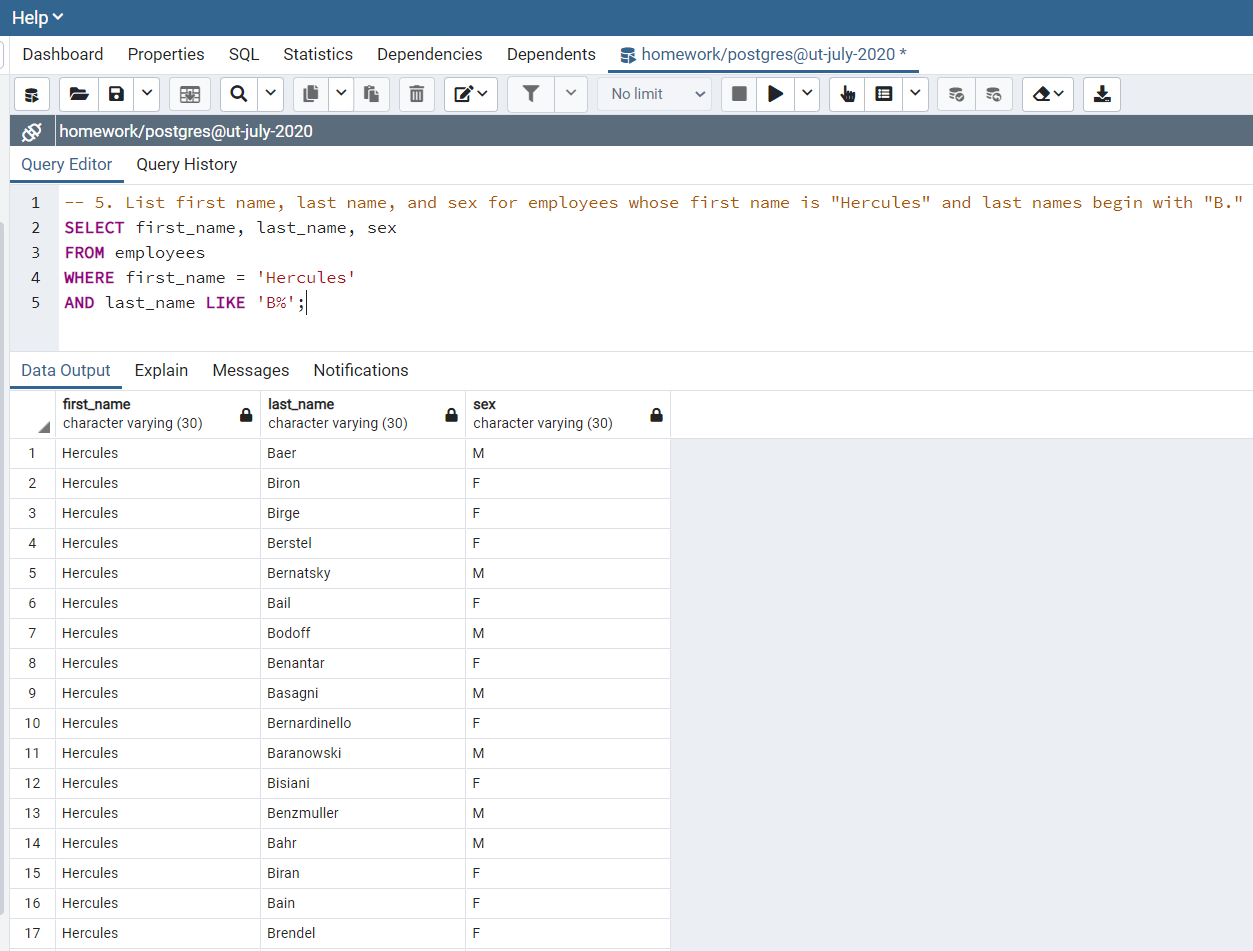 Help
Dashboard Properties SQL Statistics Dependencies Dependents homework/postgres@ut-july-2020 *
No limit
homework/postgres@ut-july-2020
Query Editor Query History
1 -- 5. List first name, last name, and sex for employees whose first name is "Hercules" and last names begin with "B."
2 SELECT first_name, last_name, sex
3 FROM employees
4 WHERE first_name = 'Hercules'
5 AND last_name LIKE 'B%';
Data Output Explain Messages Notifications
first_name last_name sex
character varying (30) character varying (30) character varying (30)
1 Hercules Baer M
2 Hercules Biron F
3 Hercules Birge F
4 Hercules Berstel F
5 Hercules Bernatsky M
6 Hercules Bail F
7 Hercules Bodoff M
8 Hercules Benantar F
9 Hercules Basagni M
10 Hercules Bernardinello F
11 Hercules Baranowski M
12 Hercules Bisiani F
13 Hercules Benzmuller M
14 Hercules Bahr M
15 Hercules Biran F
16 Hercules Bain F
17 Hercules Brendel F